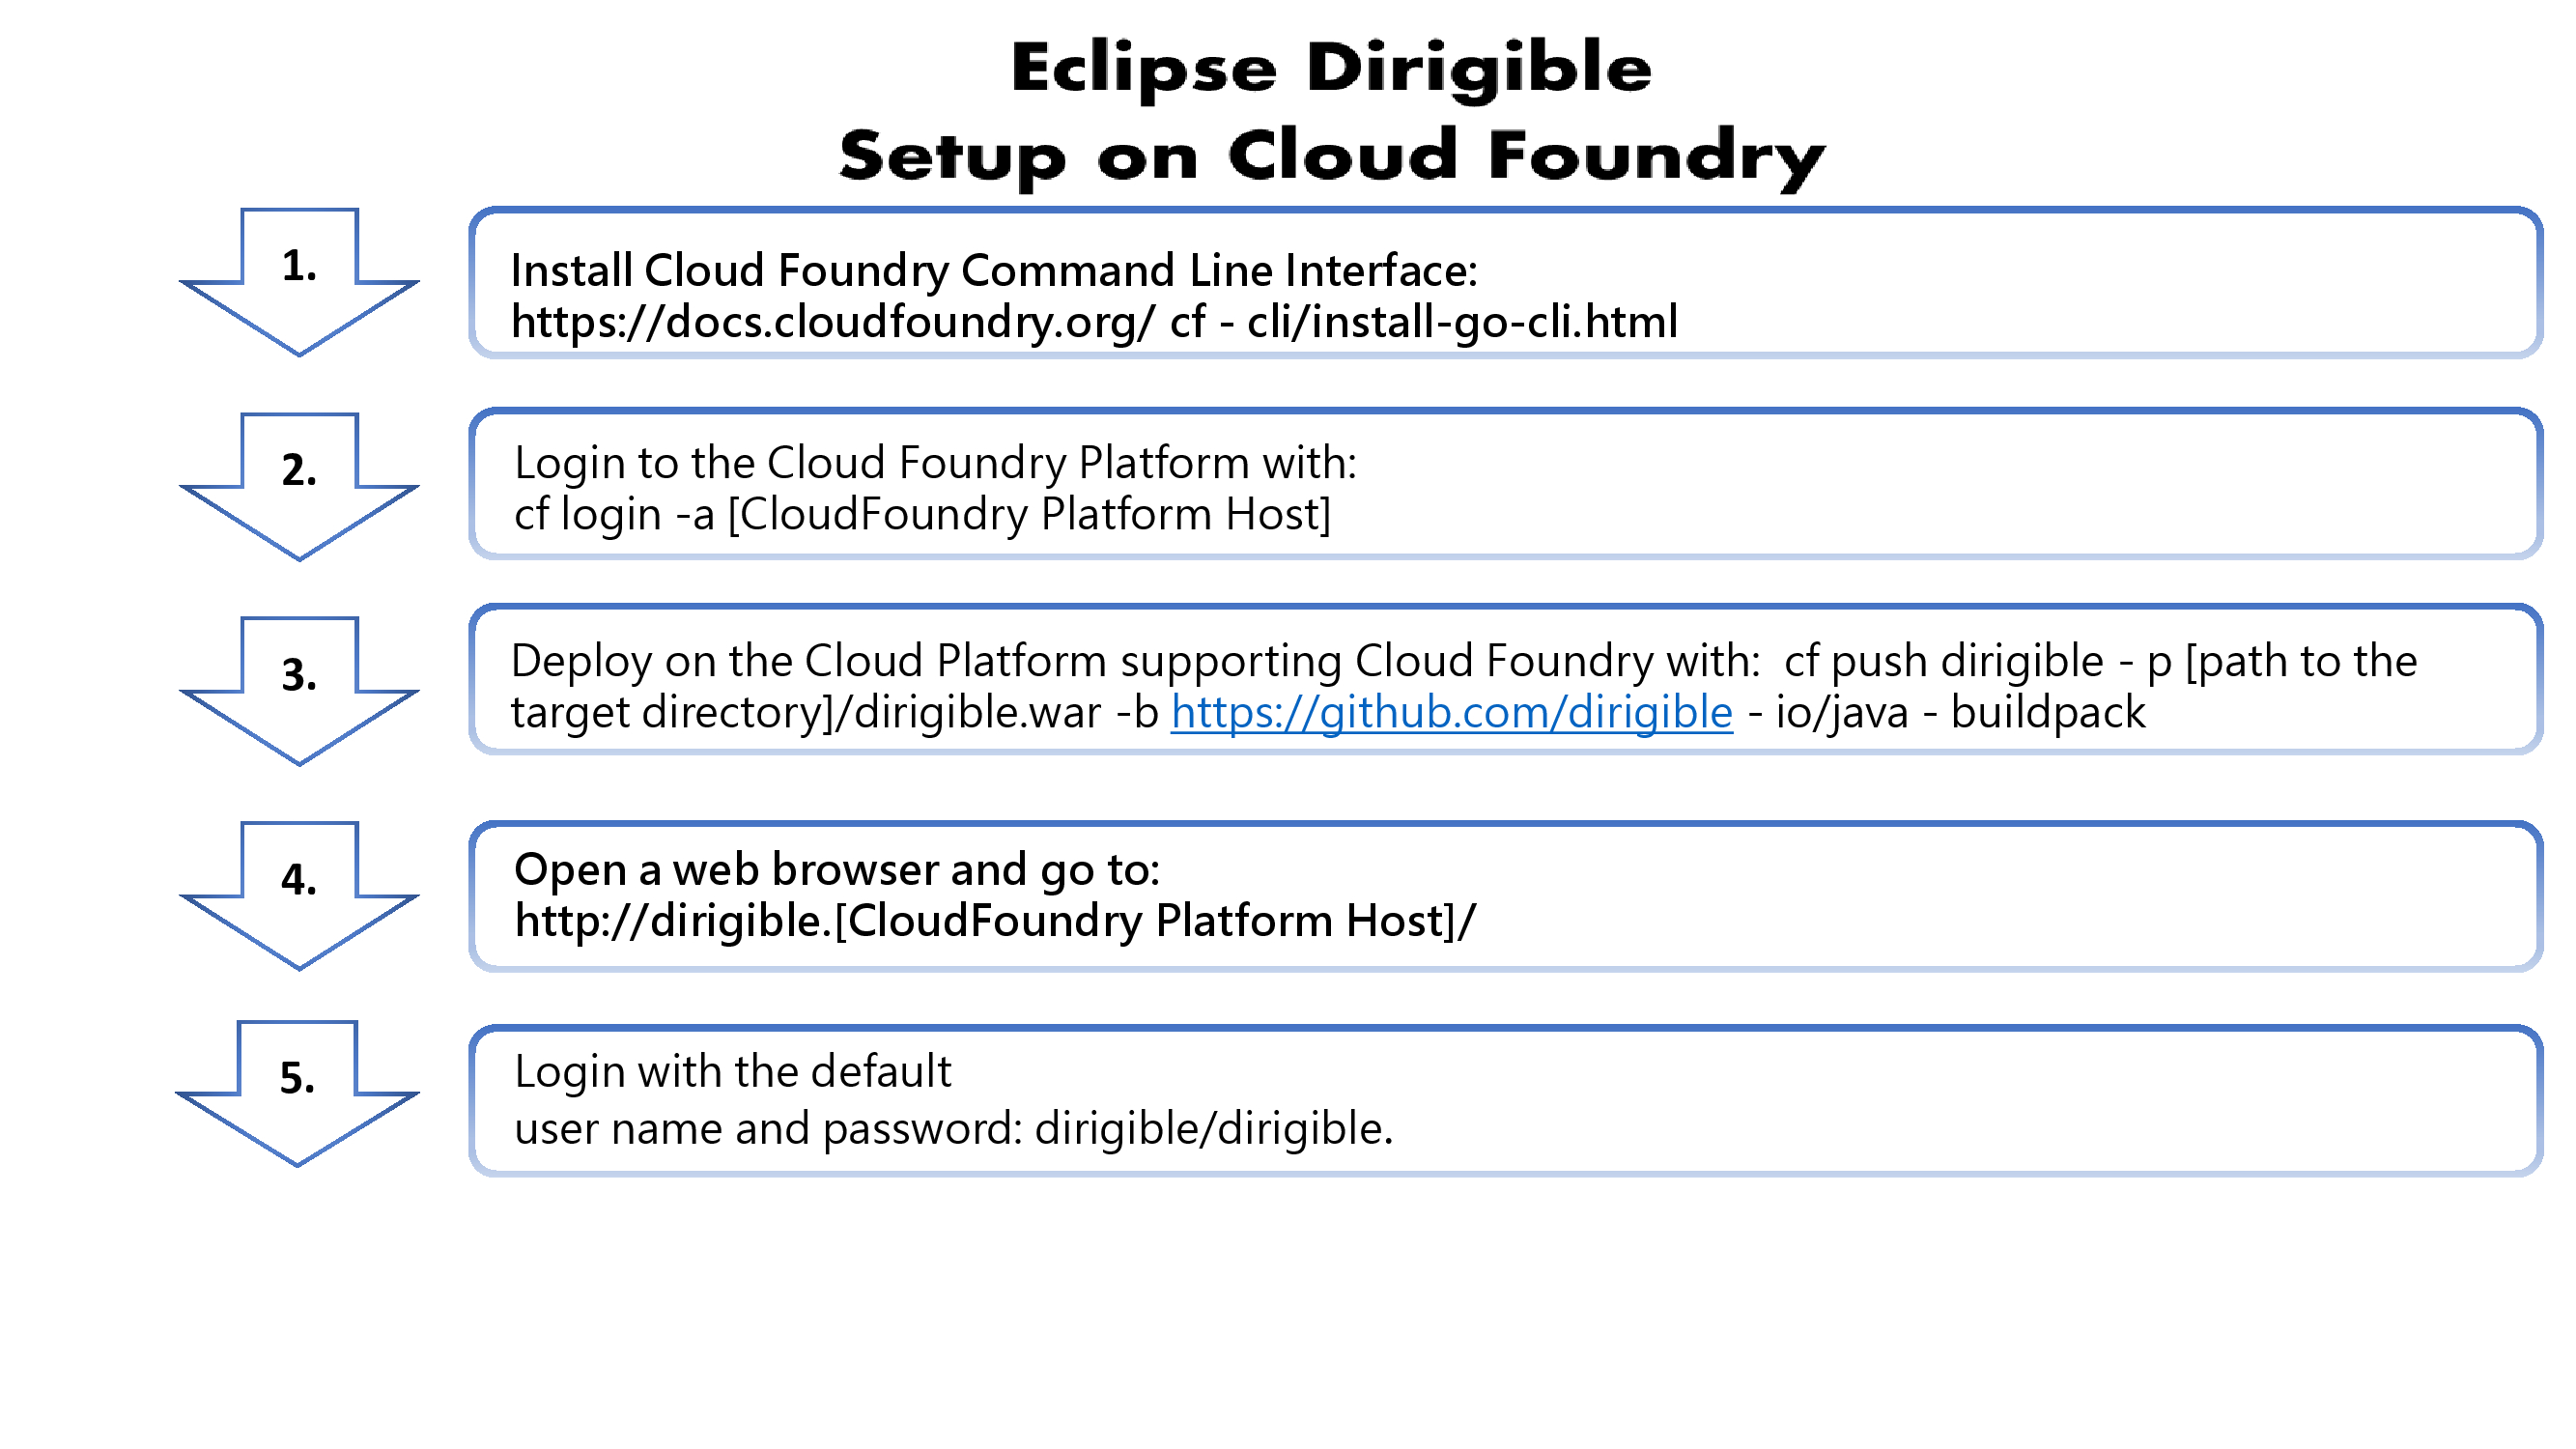 Eclipse Dirigible
Setup on Cloud Foundry
1.
Install Cloud Foundry Command Line Interface:
https://docs.cloudfoundry.org/ cf - cli/install-go-cli.html
2.
Login to the Cloud Foundry Platform with:
cf login -a [CloudFoundry Platform Host]
3.
Deploy on the Cloud Platform supporting Cloud Foundry with:  cf push dirigible - p [path to the
target directory]/dirigible.war -b https://github.com/dirigible - io/java - buildpack
4.
Open a web browser and go to:
http://dirigible.[CloudFoundry Platform Host]/
5.
Login with the default
user name and password: dirigible/dirigible.